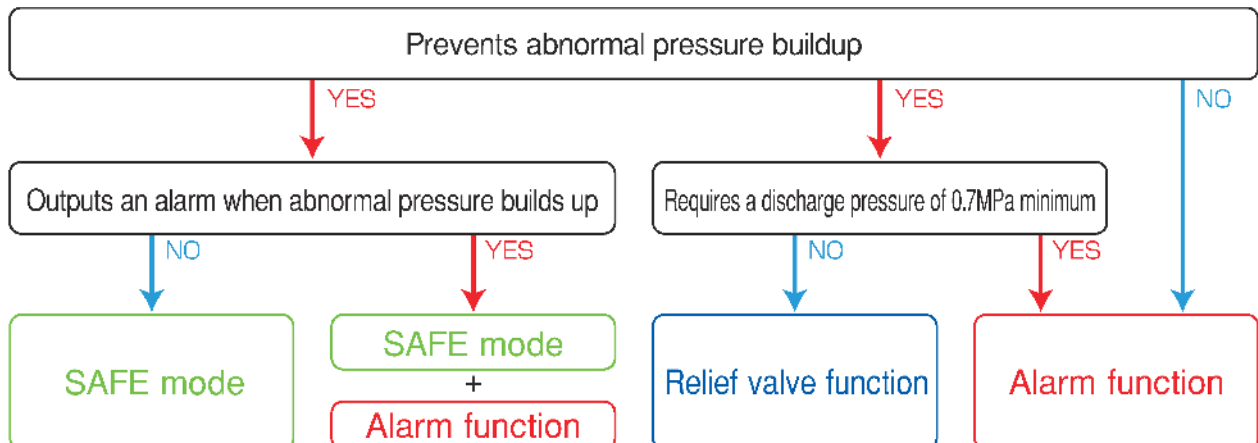 Prevents abnormal pressure buildup
YES
YES
NO
Outputs an alarm when abnormal pressure builds up
Requires a discharge pressure of 0.7MPa minimum
NO
YES
NO
YES
SAFE mode
SAFE mode
+
Alarm function
Relief valve function
Alarm function